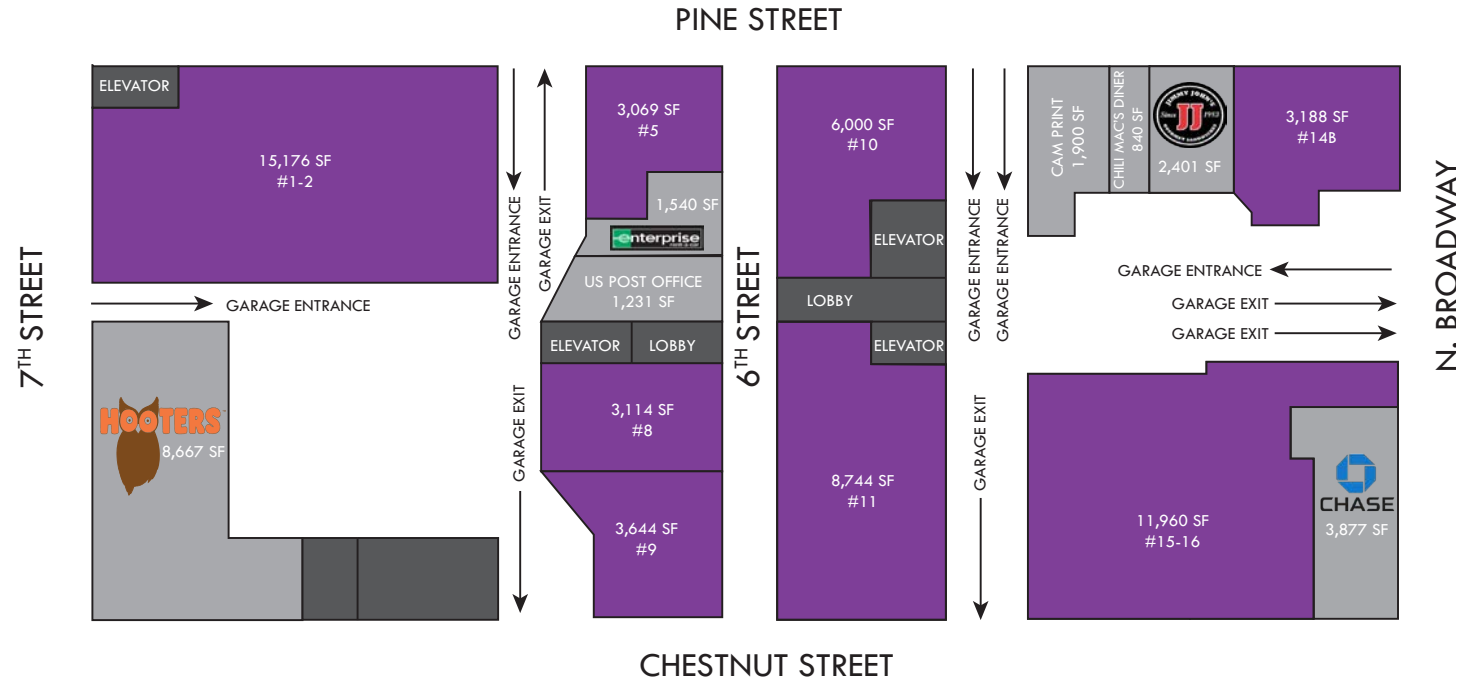 PINE STREET
ELEVATOR
15,176 SF
#1-2
GARAGE ENTRANCE
GARAGE EXIT
3,069 SF
#5
1,540 SF
enterprise
US POST OFFICE
1,231 SF
ELEVATOR
LOBBY
3,114 SF
#8
3,644 SF
#9
7TH STREET
GARAGE ENTRANCE
HOOTERS
8,667 SF
GARAGE EXIT
6TH STREET
6,000 SF
#10
ELEVATOR
LOBBY
ELEVATOR
8,744 SF
#11
GARAGE ENTRANCE
GARAGE ENTRANCE
GARAGE EXIT
CAM PRINT
1,900 SF
CHILI MAC'S DINER
840 SF
JIMMY JOHN'S
Since 1983
JJ
2,401 SF
3,188 SF
#14B
GARAGE ENTRANCE
GARAGE EXIT
GARAGE EXIT
N. BROADWAY
11,960 SF
#15-16
CHASE
3,877 SF
CHESTNUT STREET